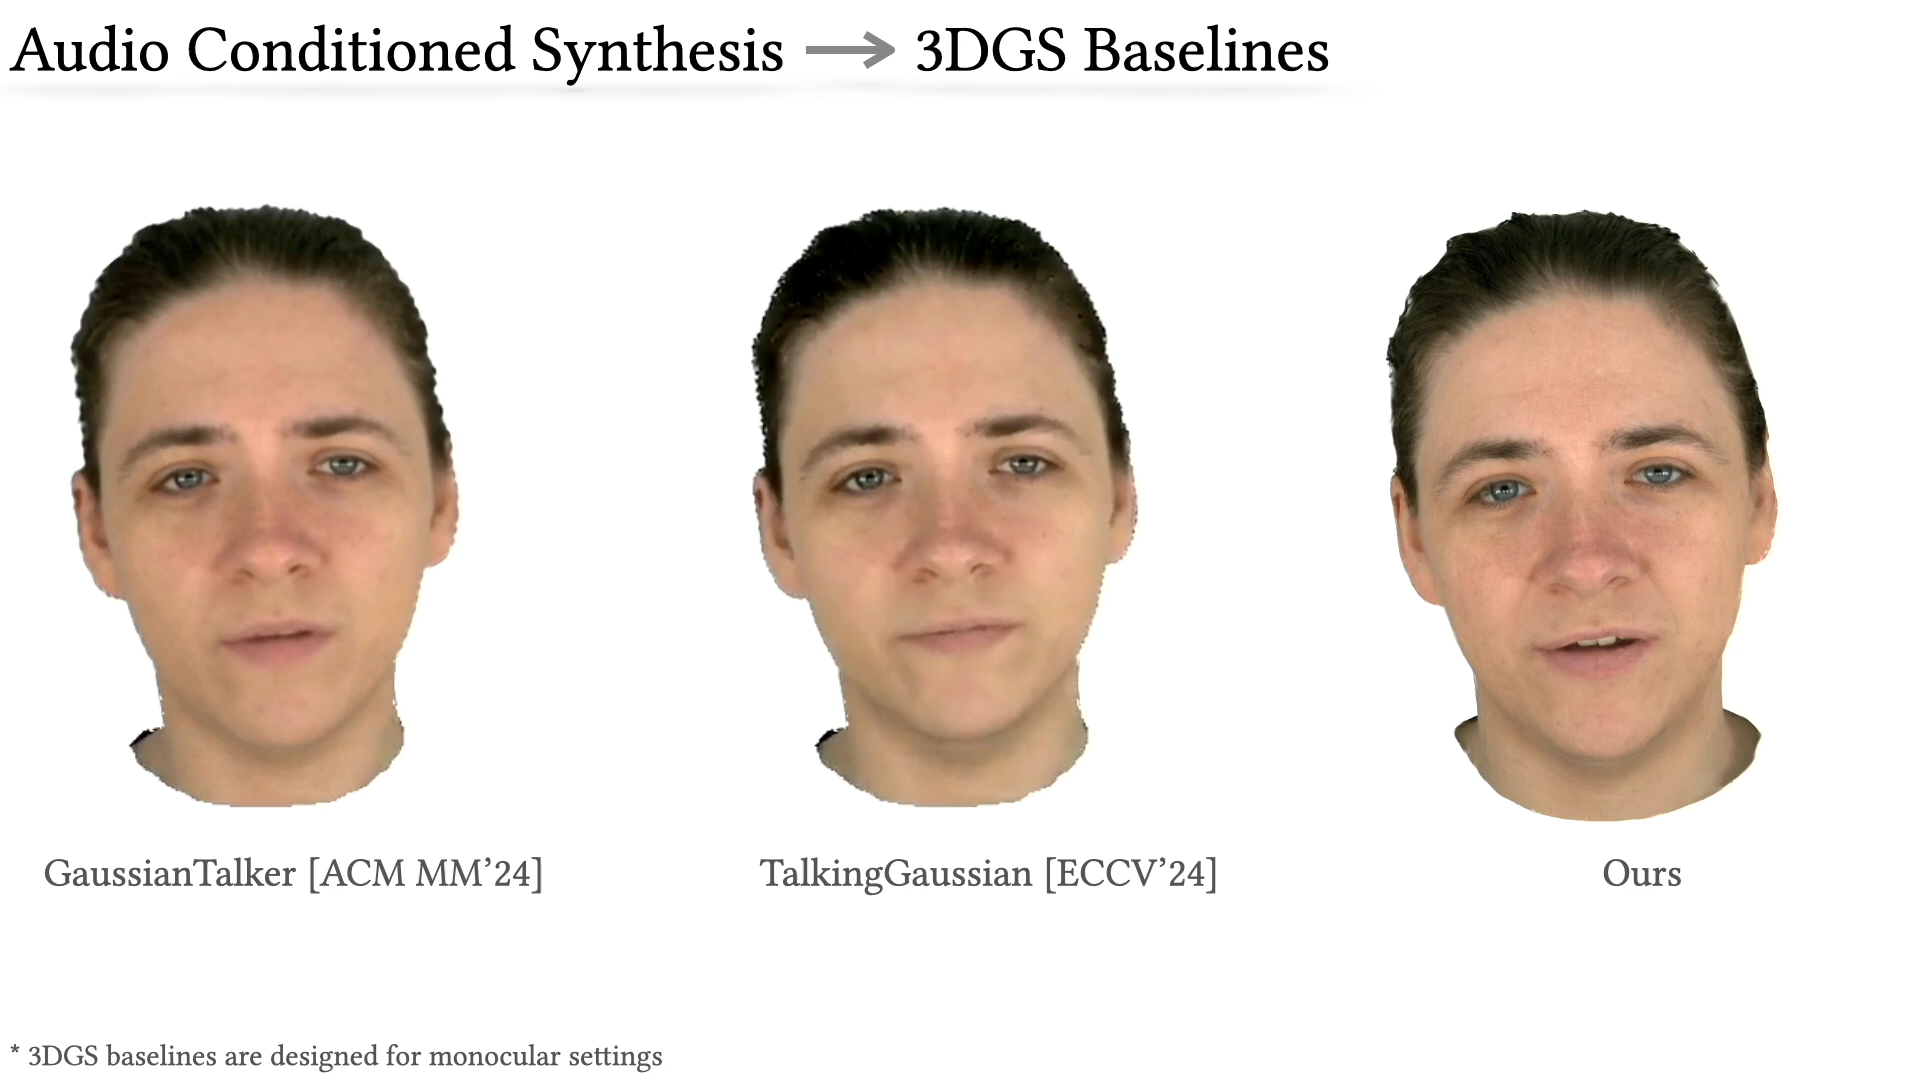 Audio Conditioned Synthesis → 3DGS Baselines
GaussianTalker [ACM MM’24]
TalkingGaussian [ECCV’24]
Ours
* 3DGS baselines are designed for monocular settings